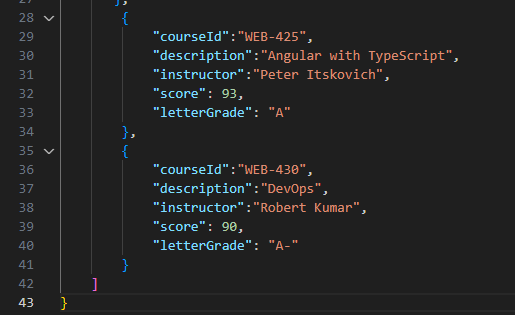 27 },
28 {
29 "courseId":"WEB-425",
30 "description":"Angular with TypeScript",
31 "instructor":"Peter Itskovich",
32 "score": 93,
33 "letterGrade": "A"
34 },
35 {
36 "courseId":"WEB-430",
37 "description":"DevOps",
38 "instructor":"Robert Kumar",
39 "score": 90,
40 "letterGrade": "A-"
41 }
42 ]
43 }